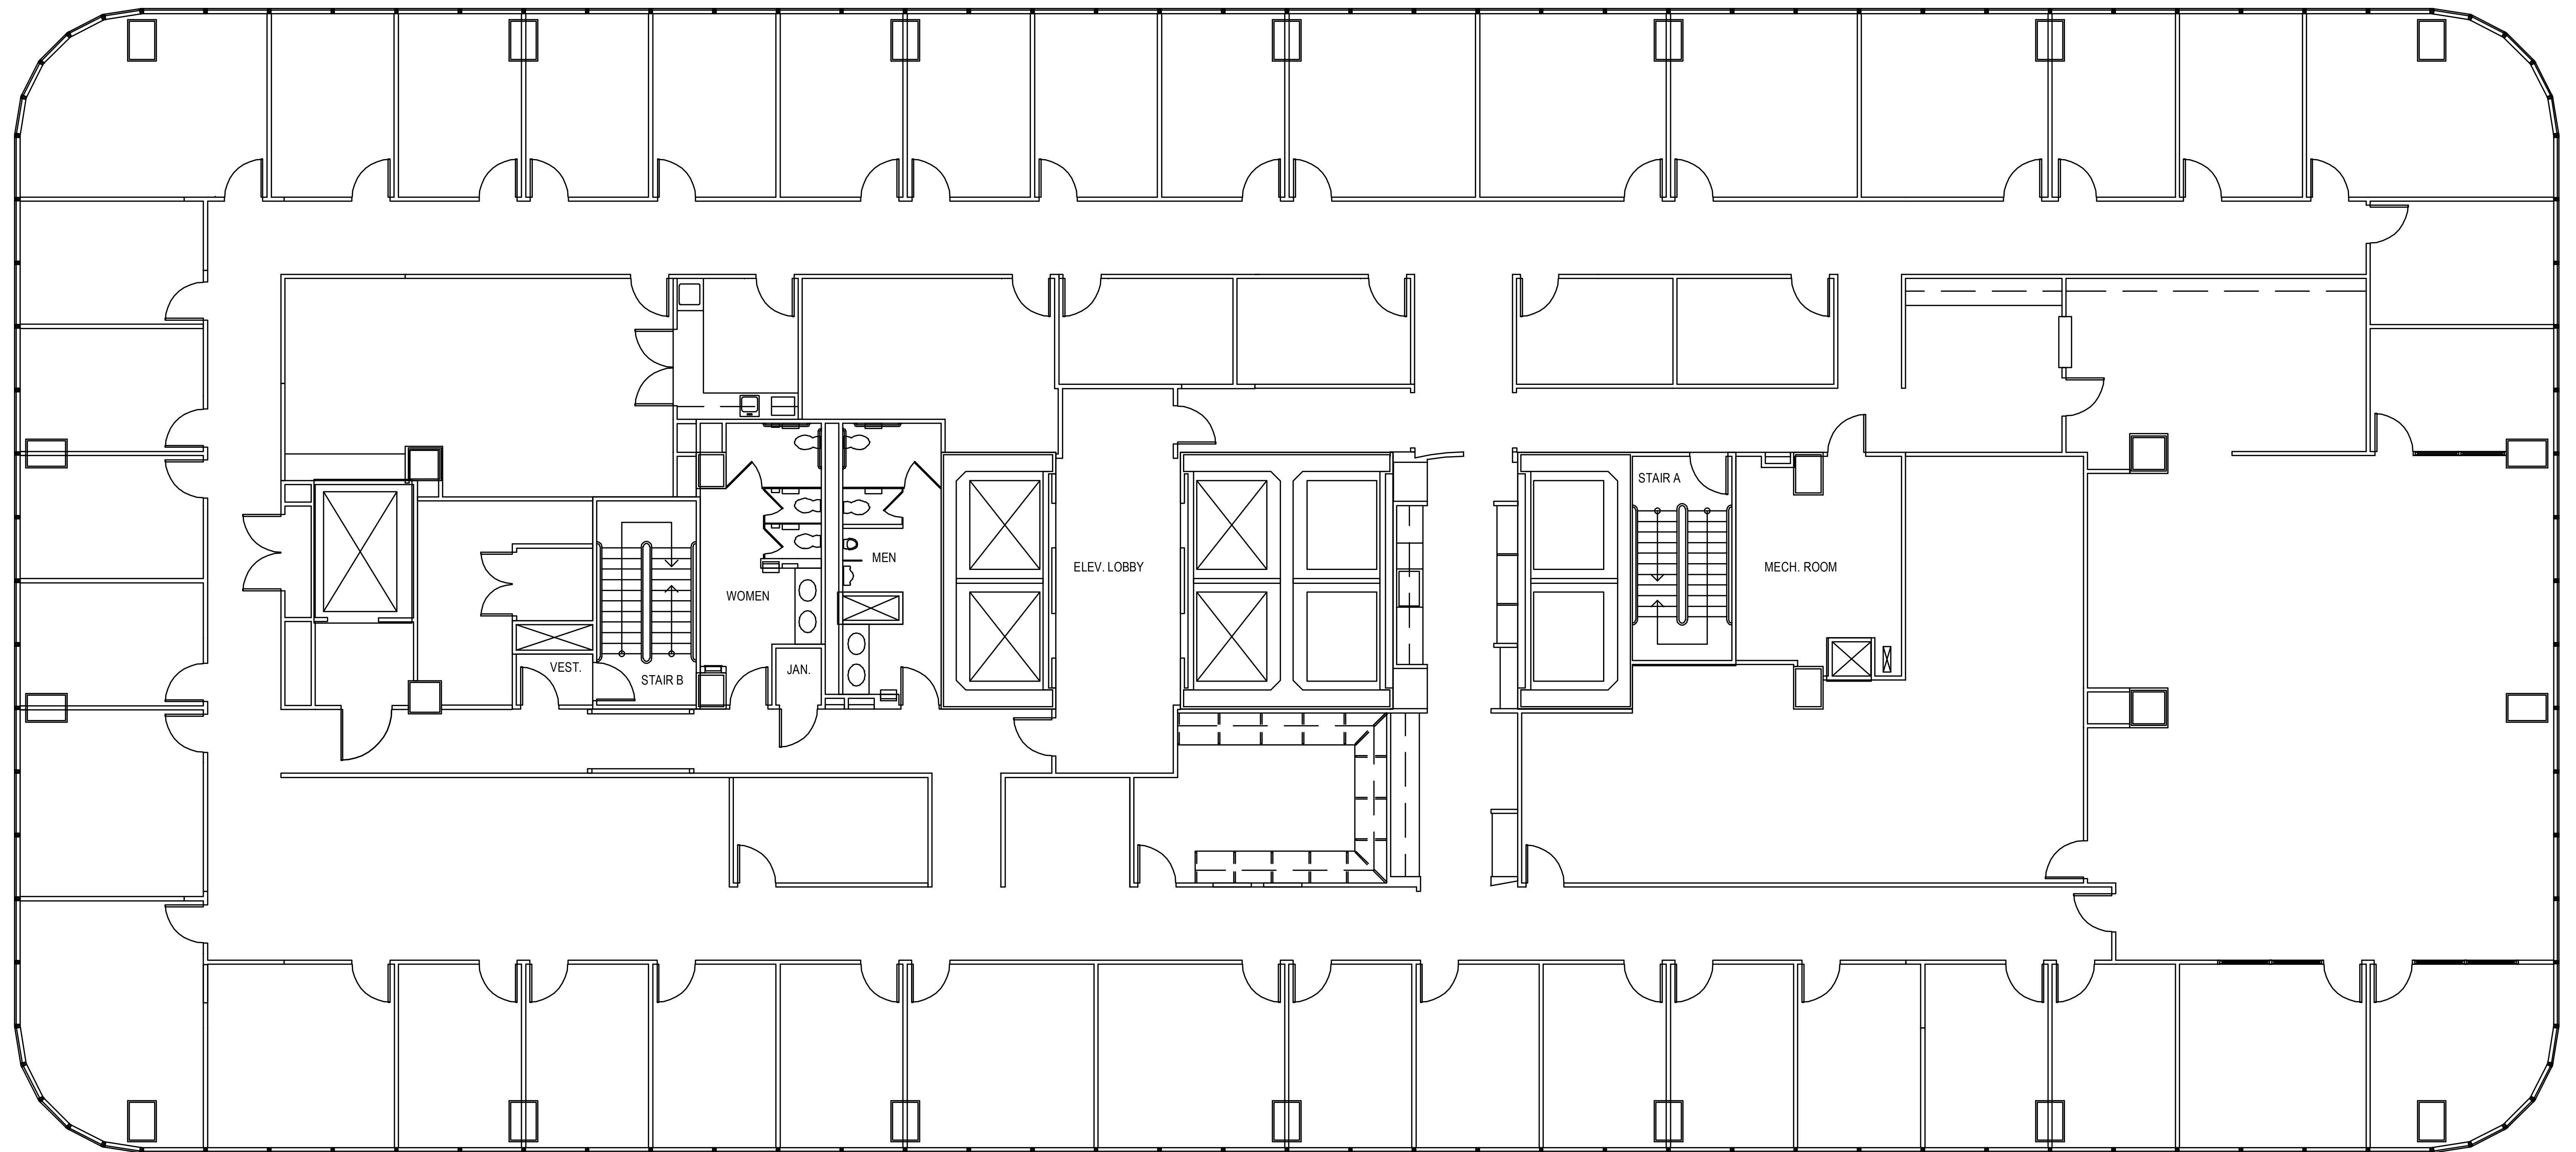 STAIR A
MEN
ELEV. LOBBY
MECH. ROOM
WOMEN
VEST.
JAN.
STAIR B